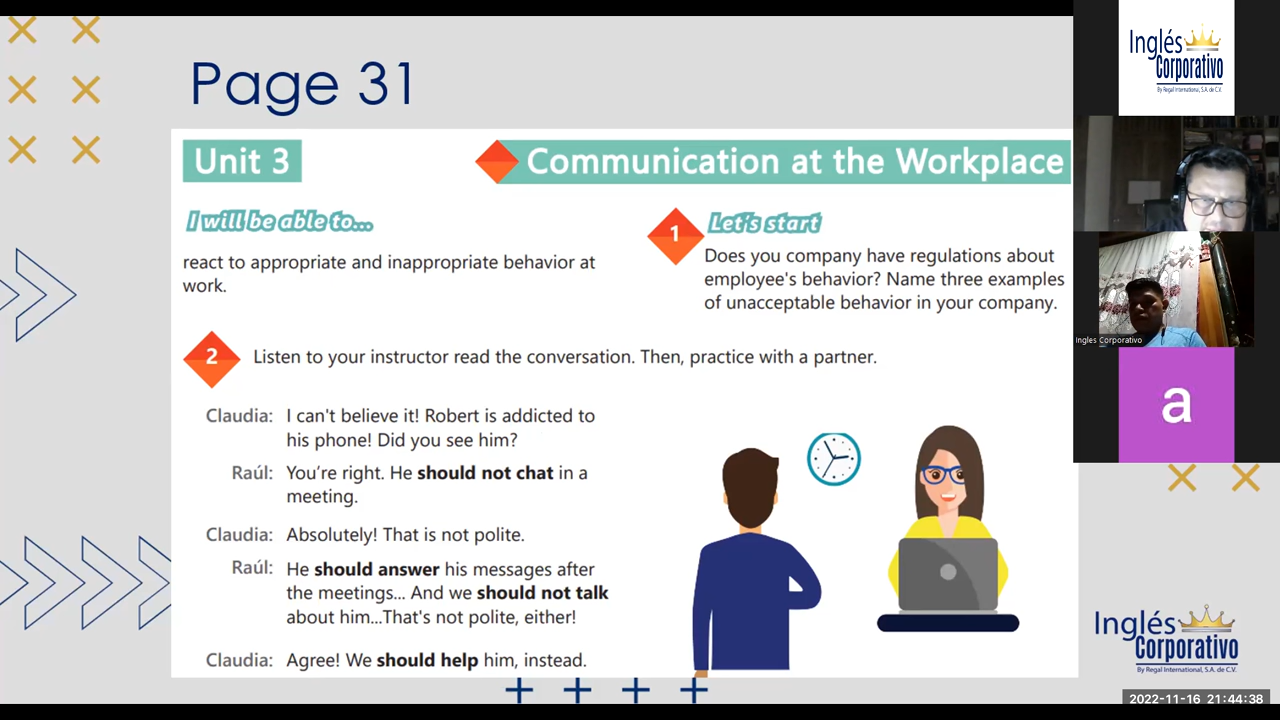 Page 31
Unit 3
Communication at the Workplace
I will be able to...
react to appropriate and inappropriate behavior at
work.
1
Let's start
Does you company have regulations about
employee's behavior? Name three examples
of unacceptable behavior in your company.
2
Listen to your instructor read the conversation. Then, practice with a partner.
Claudia: I can't believe it! Robert is addicted to
his phone! Did you see him?
Raúl: You're right. He should not chat in a
meeting.
Claudia: Absolutely! That is not polite.
Raúl: He should answer his messages after
the meetings... And we should not talk
about him...That's not polite, either!
Claudia: Agree! We should help him, instead.
Inglés
Corporativo
By Regal International, S.A. de C.V.
Ingles Corporativo
a
Inglés
Corporativo
By Regal International, S.A. de C.V.
2022-11-16 21:44:38